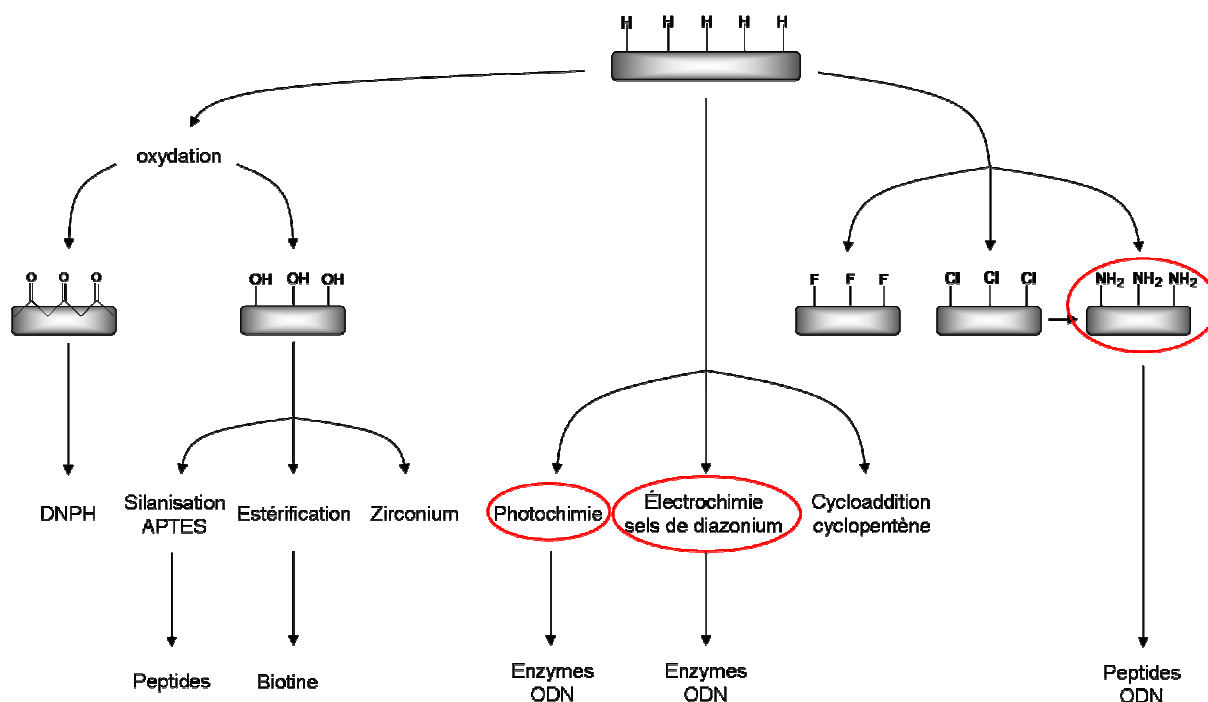 H H H H H
oxydation
O O O
OH OH OH
F F F
Cl Cl Cl
NH2 NH2 NH2
DNPH
Silanisation
APTES
Estérification
Zirconium
Photochimie
Électrochimie
sels de diazonium
Cycloaddition
cyclopentène
Peptides
Biotine
Enzymes
ODN
Enzymes
ODN
Peptides
ODN